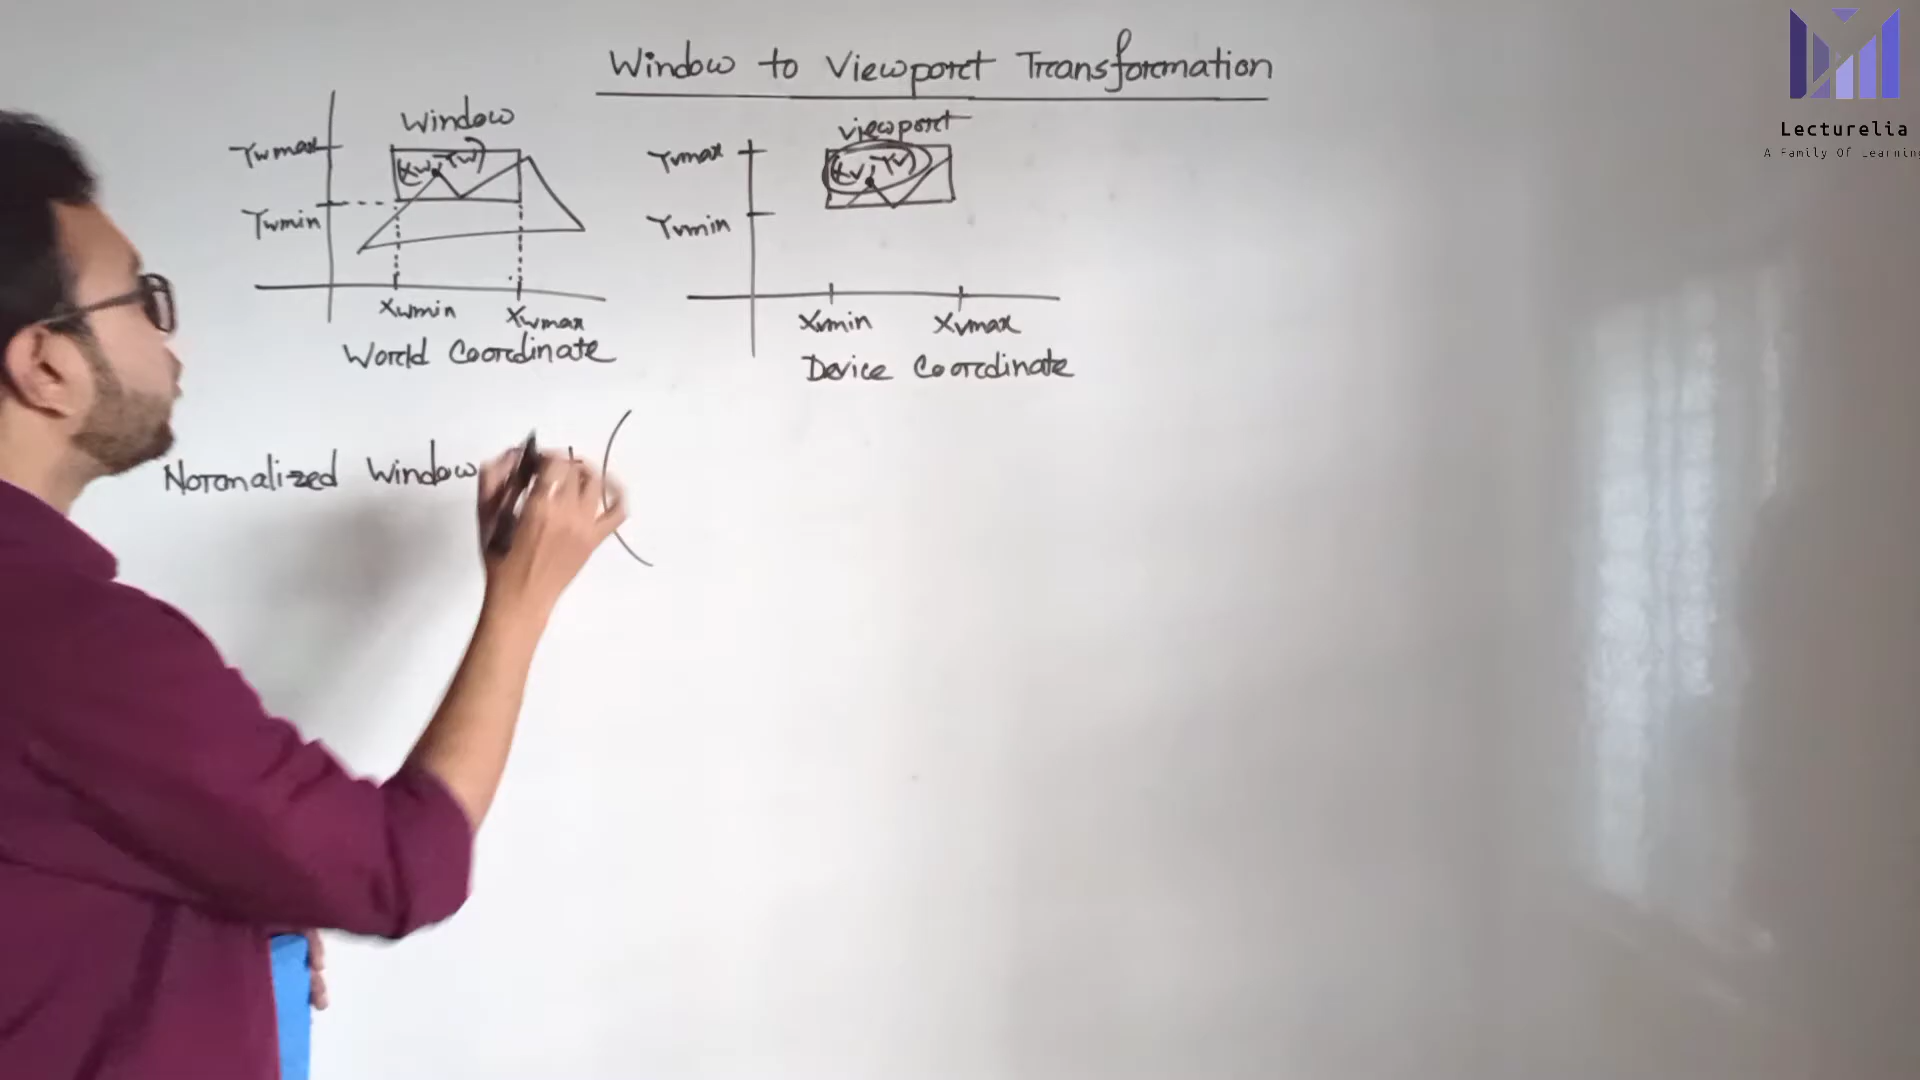 Window to Viewport Transformation
Window
Ywmax
(Xw, Yw)
Ywmin
Xwmin
Xwmax
World Coordinate
Viewport
Yvmax
(Xv, Yv)
Yvmin
Xvmin
Xvmax
Device Coordinate
Normalized Window
(
Lecturelia
A Family Of Learning